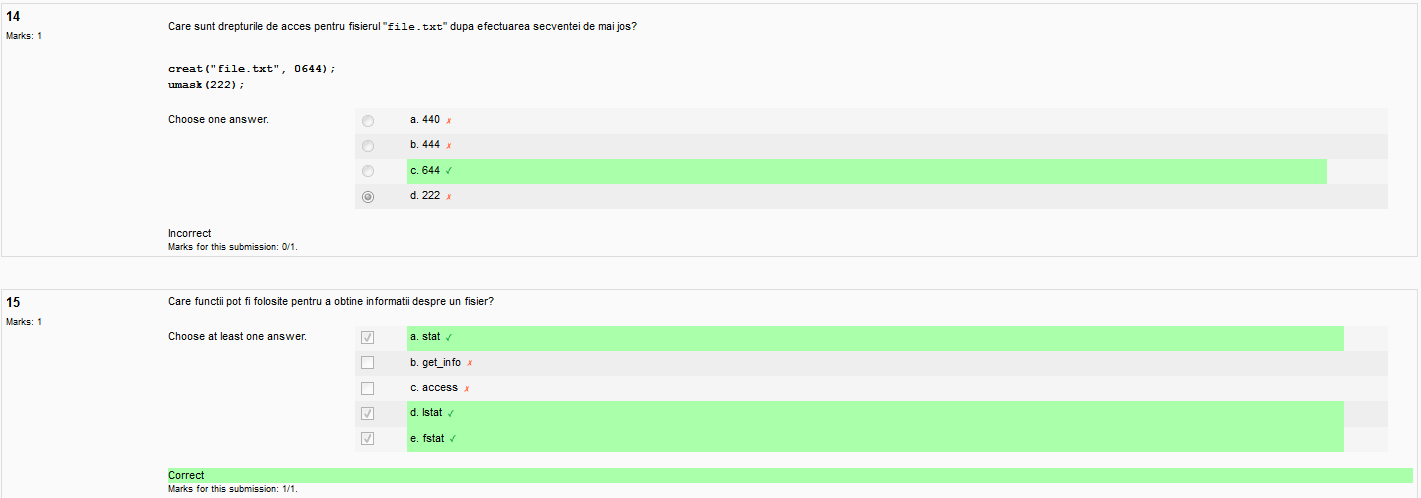 14
Marks: 1
Care sunt drepturile de acces pentru fisierul "file.txt" dupa efectuarea secventei de mai jos?
creat("file.txt", 0644);
umask(222);
Choose one answer.
a. 440 ✗
b. 444 ✗
c. 644 ✓
d. 222 ✗
Incorrect
Marks for this submission: 0/1.
15
Marks: 1
Care functii pot fi folosite pentru a obtine informatii despre un fisier?
Choose at least one answer.
a. stat ✓
b. get_info ✗
c. access ✗
d. lstat ✓
e. fstat ✓
Correct
Marks for this submission: 1/1.